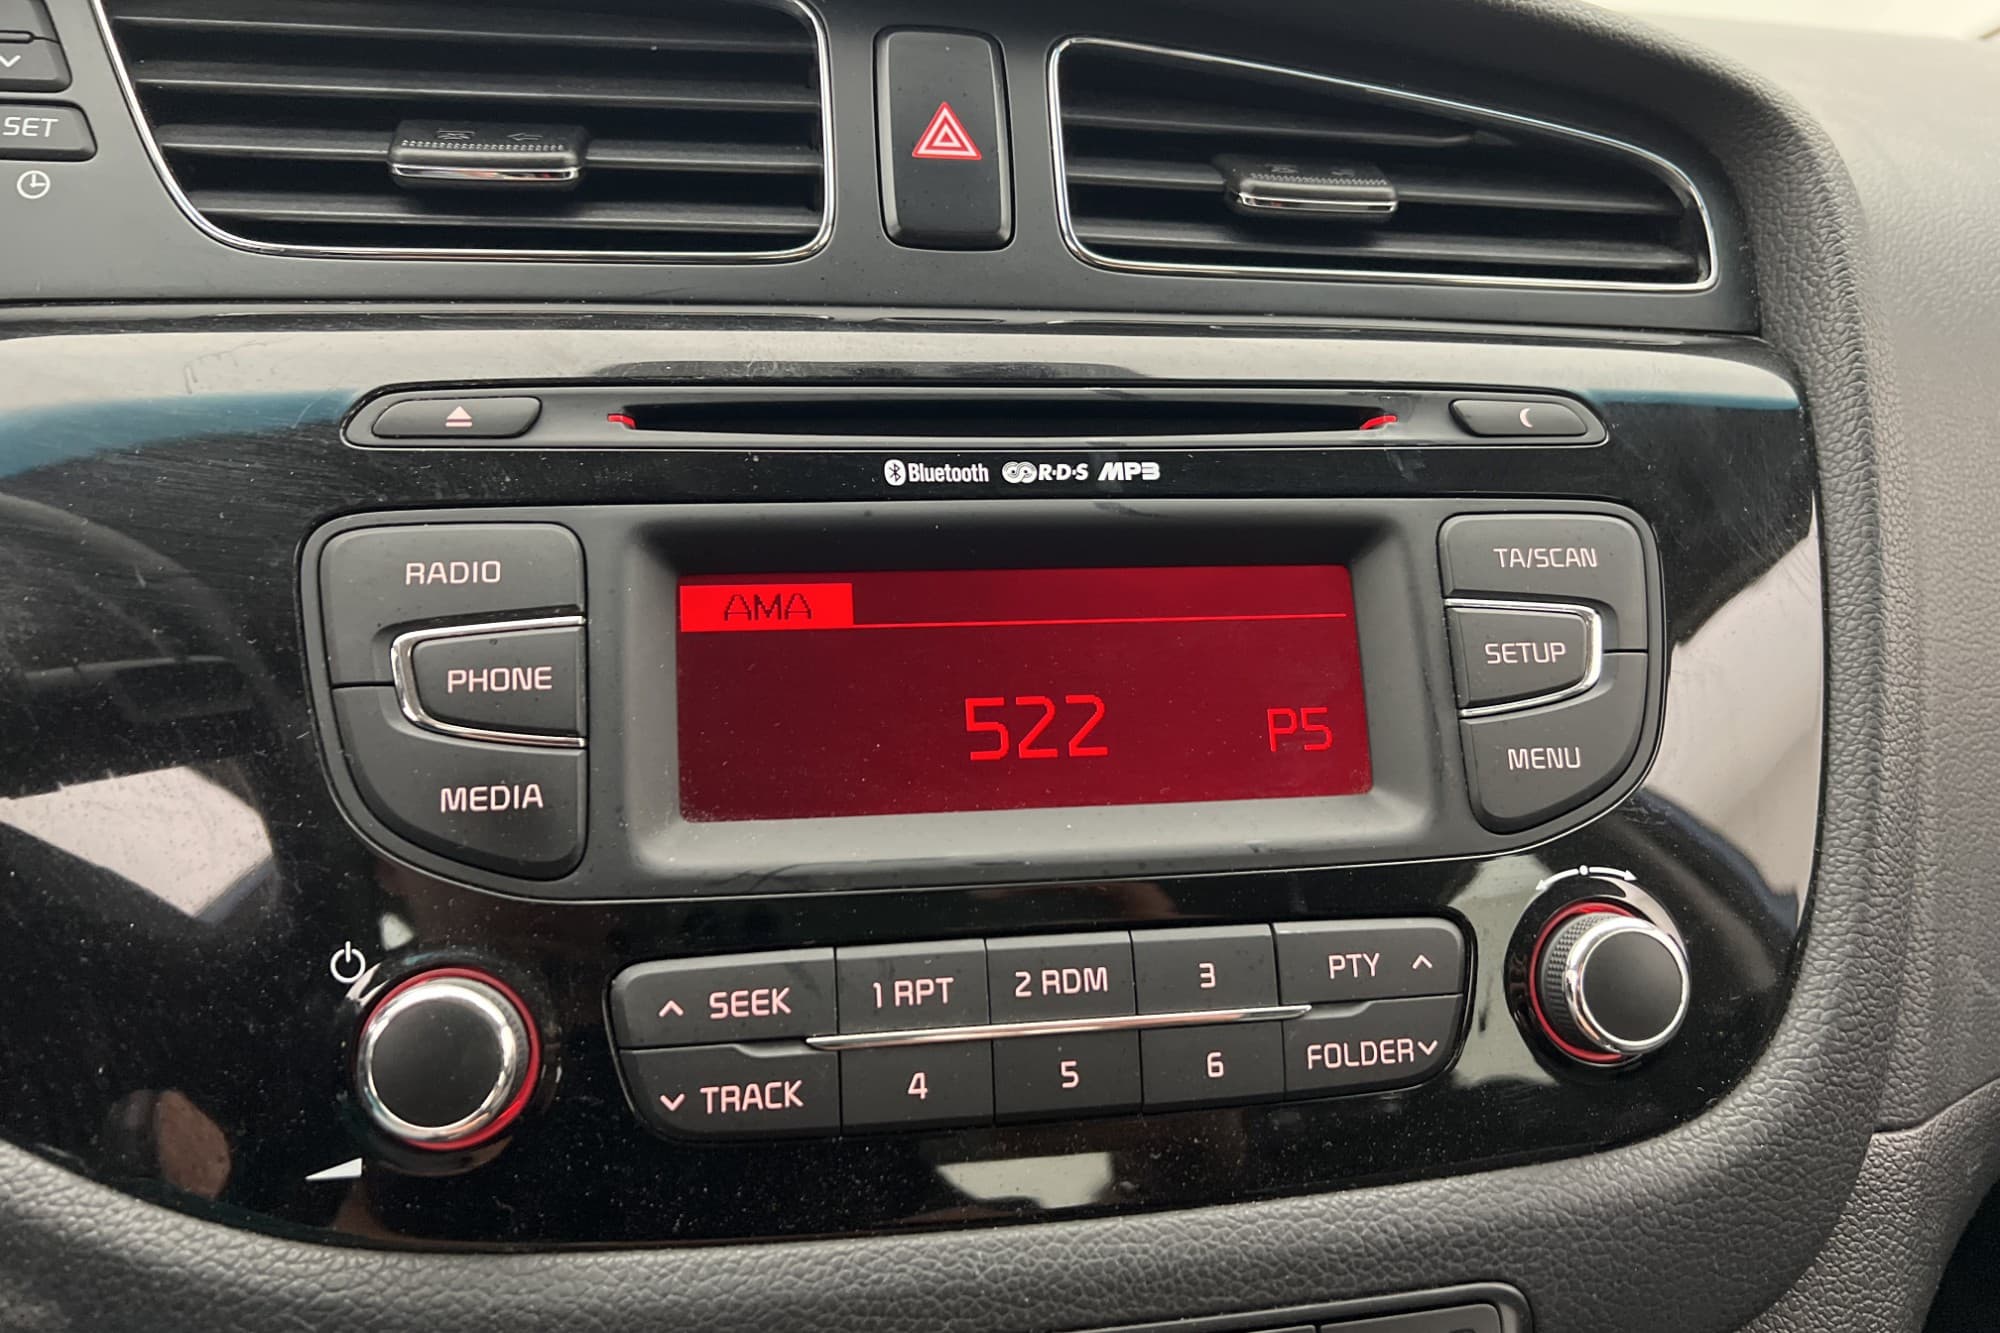 SET
Bluetooth R·D·S MP3
RADIO
PHONE
MEDIA
AMA
522 P5
TA/SCAN
SETUP
MENU
SEEK 1 RPT 2 RDM 3 PTY
TRACK 4 5 6 FOLDER